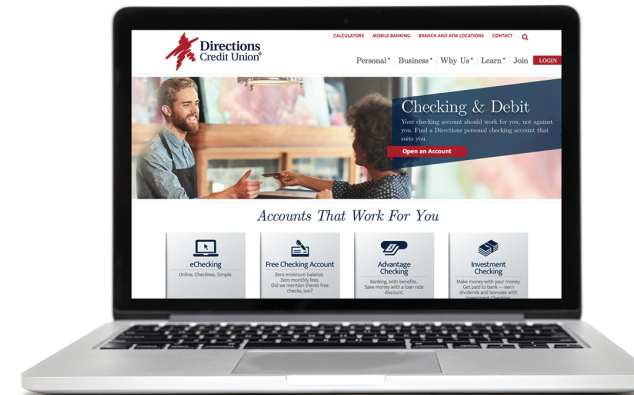 CALCULATORS MOBILE BANKING BRANCH AND ATM LOCATIONS CONTACT
Directions
Credit Union®
Personal Business Why Us Learn Join LOGIN
Checking & Debit
Your checking account should work for you, not against
you. Find a Directions personal checking account that
suits you.
Open an Account
Accounts That Work For You
eChecking
Online. Checkless. Simple.
Free Checking Account
Zero minimum balance.
Zero monthly fees.
Did we mention there's free
checks, too?
Advantage
Checking
Banking, with benefits.
Save money with a loan rate
discount.
Investment
Checking
Make money with your money.
Get paid to bank — earn
dividends and bonuses with
Investment Checking